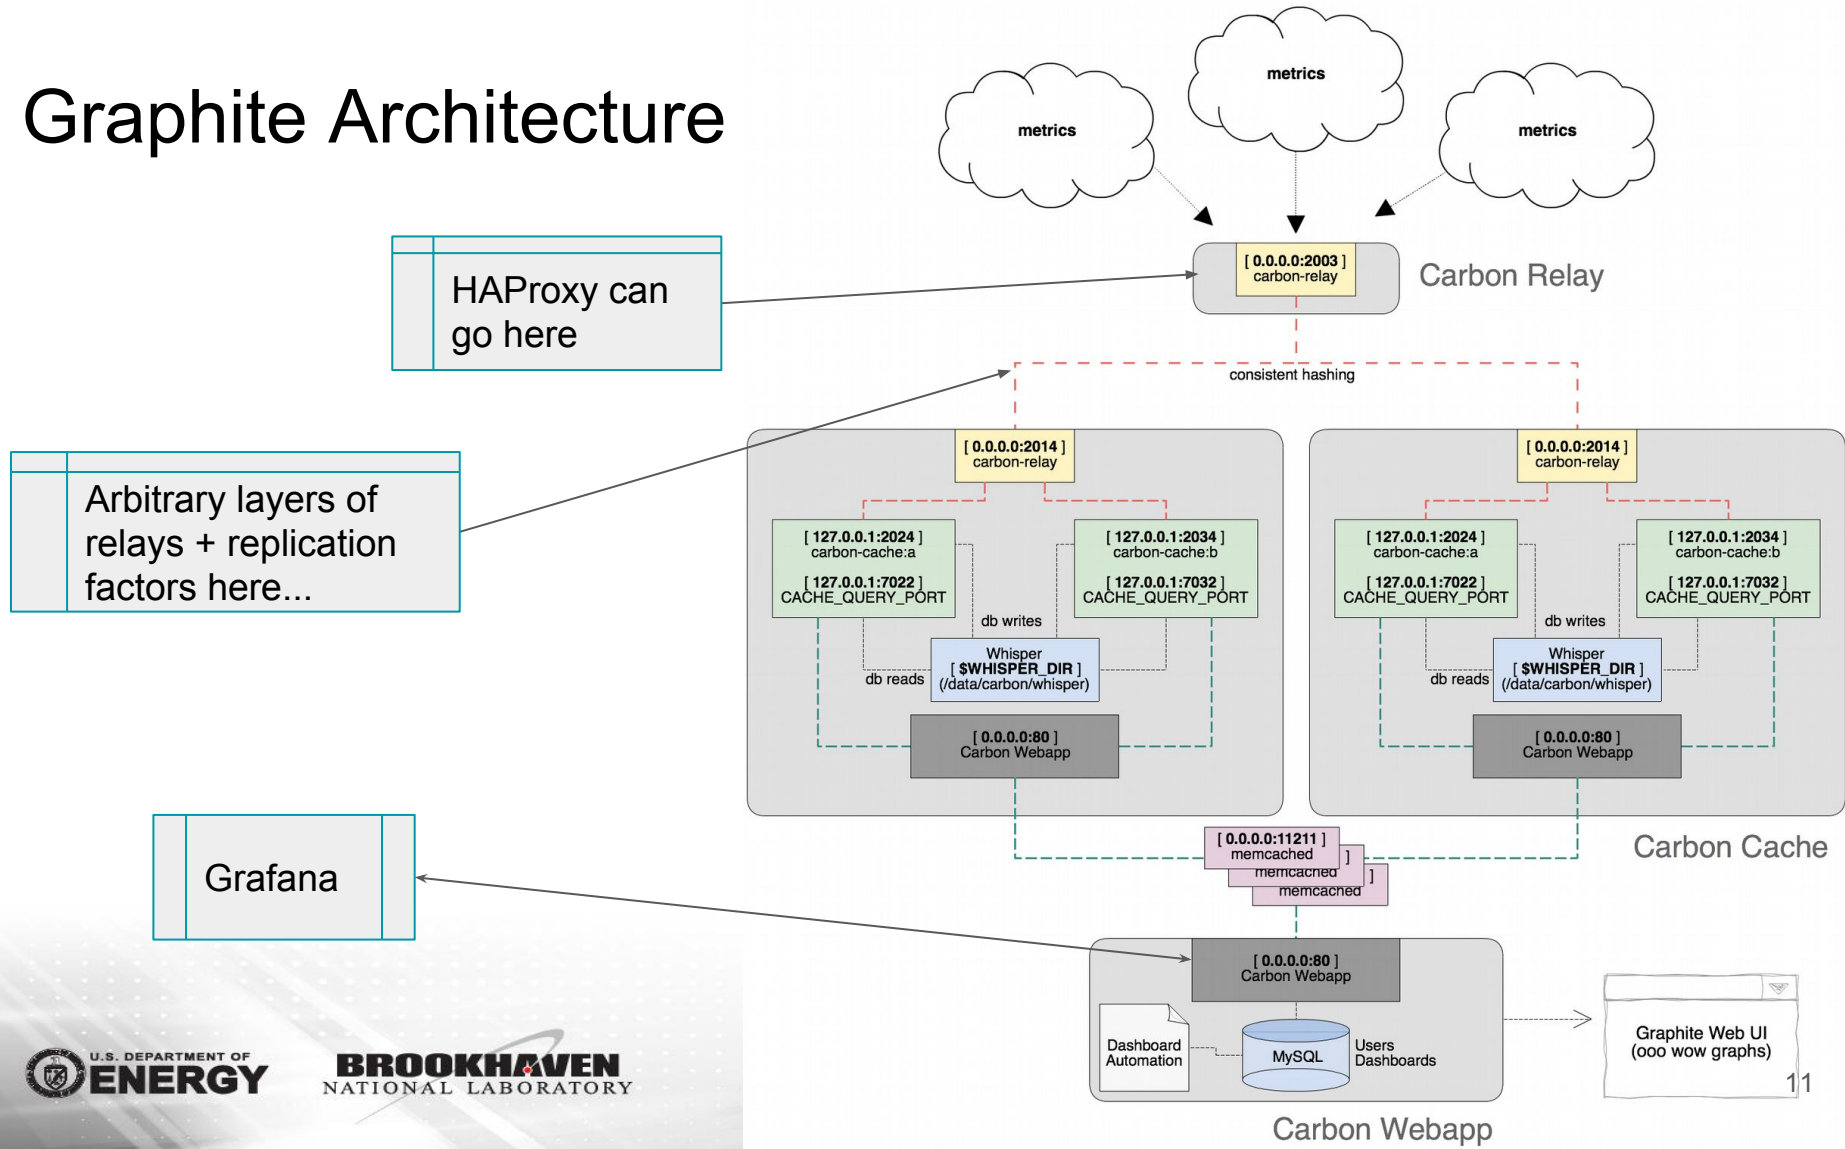 Graphite Architecture
metrics
metrics
metrics
HAProxy can
go here
[ 0.0.0.0:2003 ]
carbon-relay
Carbon Relay
consistent hashing
Arbitrary layers of
relays + replication
factors here...
[ 0.0.0.0:2014 ]
carbon-relay
[ 127.0.0.1:2024 ]
carbon-cache:a
[ 127.0.0.1:7022 ]
CACHE_QUERY_PORT
[ 127.0.0.1:2034 ]
carbon-cache:b
[ 127.0.0.1:7032 ]
CACHE_QUERY_PORT
db writes
Whisper
[ $WHISPER_DIR ]
(/data/carbon/whisper)
db reads
[ 0.0.0.0:80 ]
Carbon Webapp
[ 0.0.0.0:2014 ]
carbon-relay
[ 127.0.0.1:2024 ]
carbon-cache:a
[ 127.0.0.1:7022 ]
CACHE_QUERY_PORT
[ 127.0.0.1:2034 ]
carbon-cache:b
[ 127.0.0.1:7032 ]
CACHE_QUERY_PORT
db writes
Whisper
[ $WHISPER_DIR ]
(/data/carbon/whisper)
db reads
[ 0.0.0.0:80 ]
Carbon Webapp
Carbon Cache
[ 0.0.0.0:11211 ]
memcached
]
memcached
]
memcached
Grafana
[ 0.0.0.0:80 ]
Carbon Webapp
Dashboard
Automation
MySQL
Users
Dashboards
Carbon Webapp
Graphite Web UI
(ooo wow graphs)
U.S. DEPARTMENT OF
ENERGY
BROOKHAVEN
NATIONAL LABORATORY
11